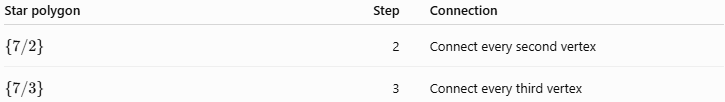 Star polygon Step Connection
{7/2} 2 Connect every second vertex
{7/3} 3 Connect every third vertex